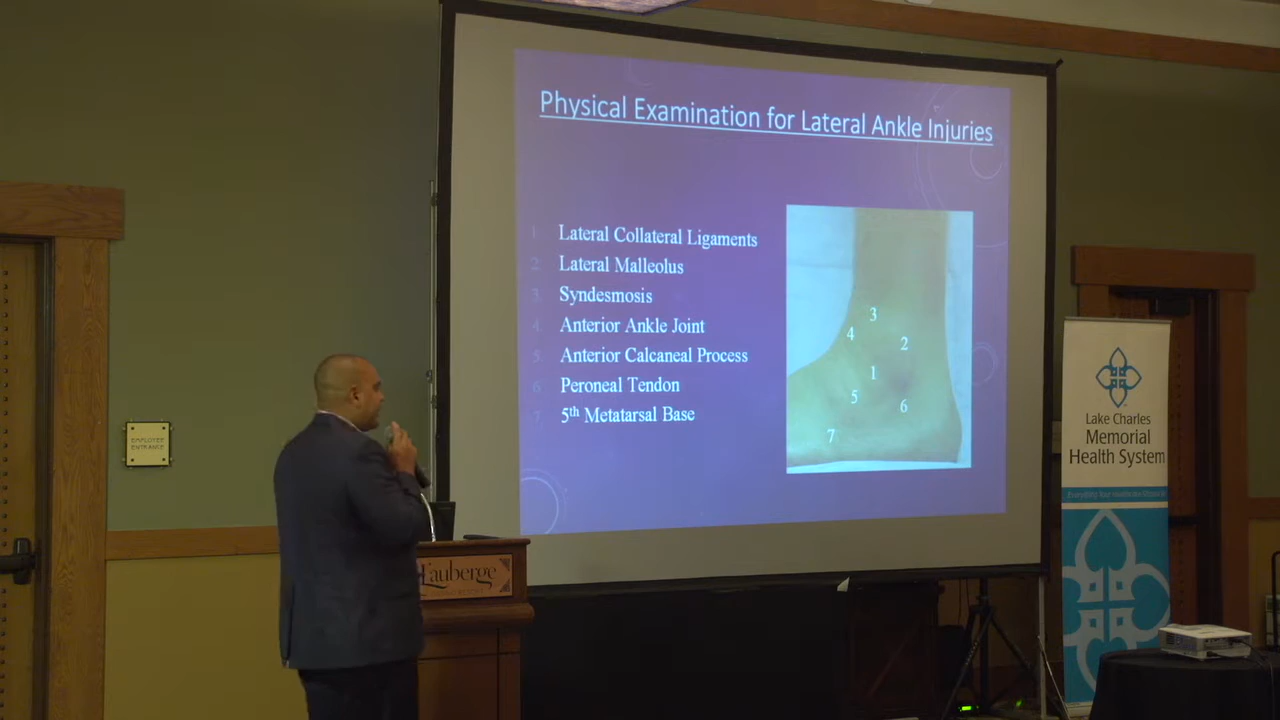 Physical Examination for Lateral Ankle Injuries
1 Lateral Collateral Ligaments
2 Lateral Malleolus
3 Syndesmosis
4 Anterior Ankle Joint
5 Anterior Calcaneal Process
6 Peroneal Tendon
7 5th Metatarsal Base
3
4
2
1
5
6
7
EMPLOYEE
ENTRANCE
L'auberge
Lake Charles
Memorial
Health System